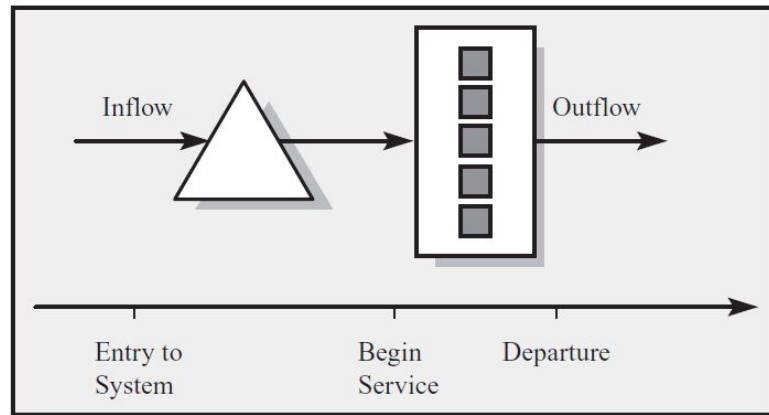 Inflow
Outflow
Entry to
System
Begin
Service
Departure